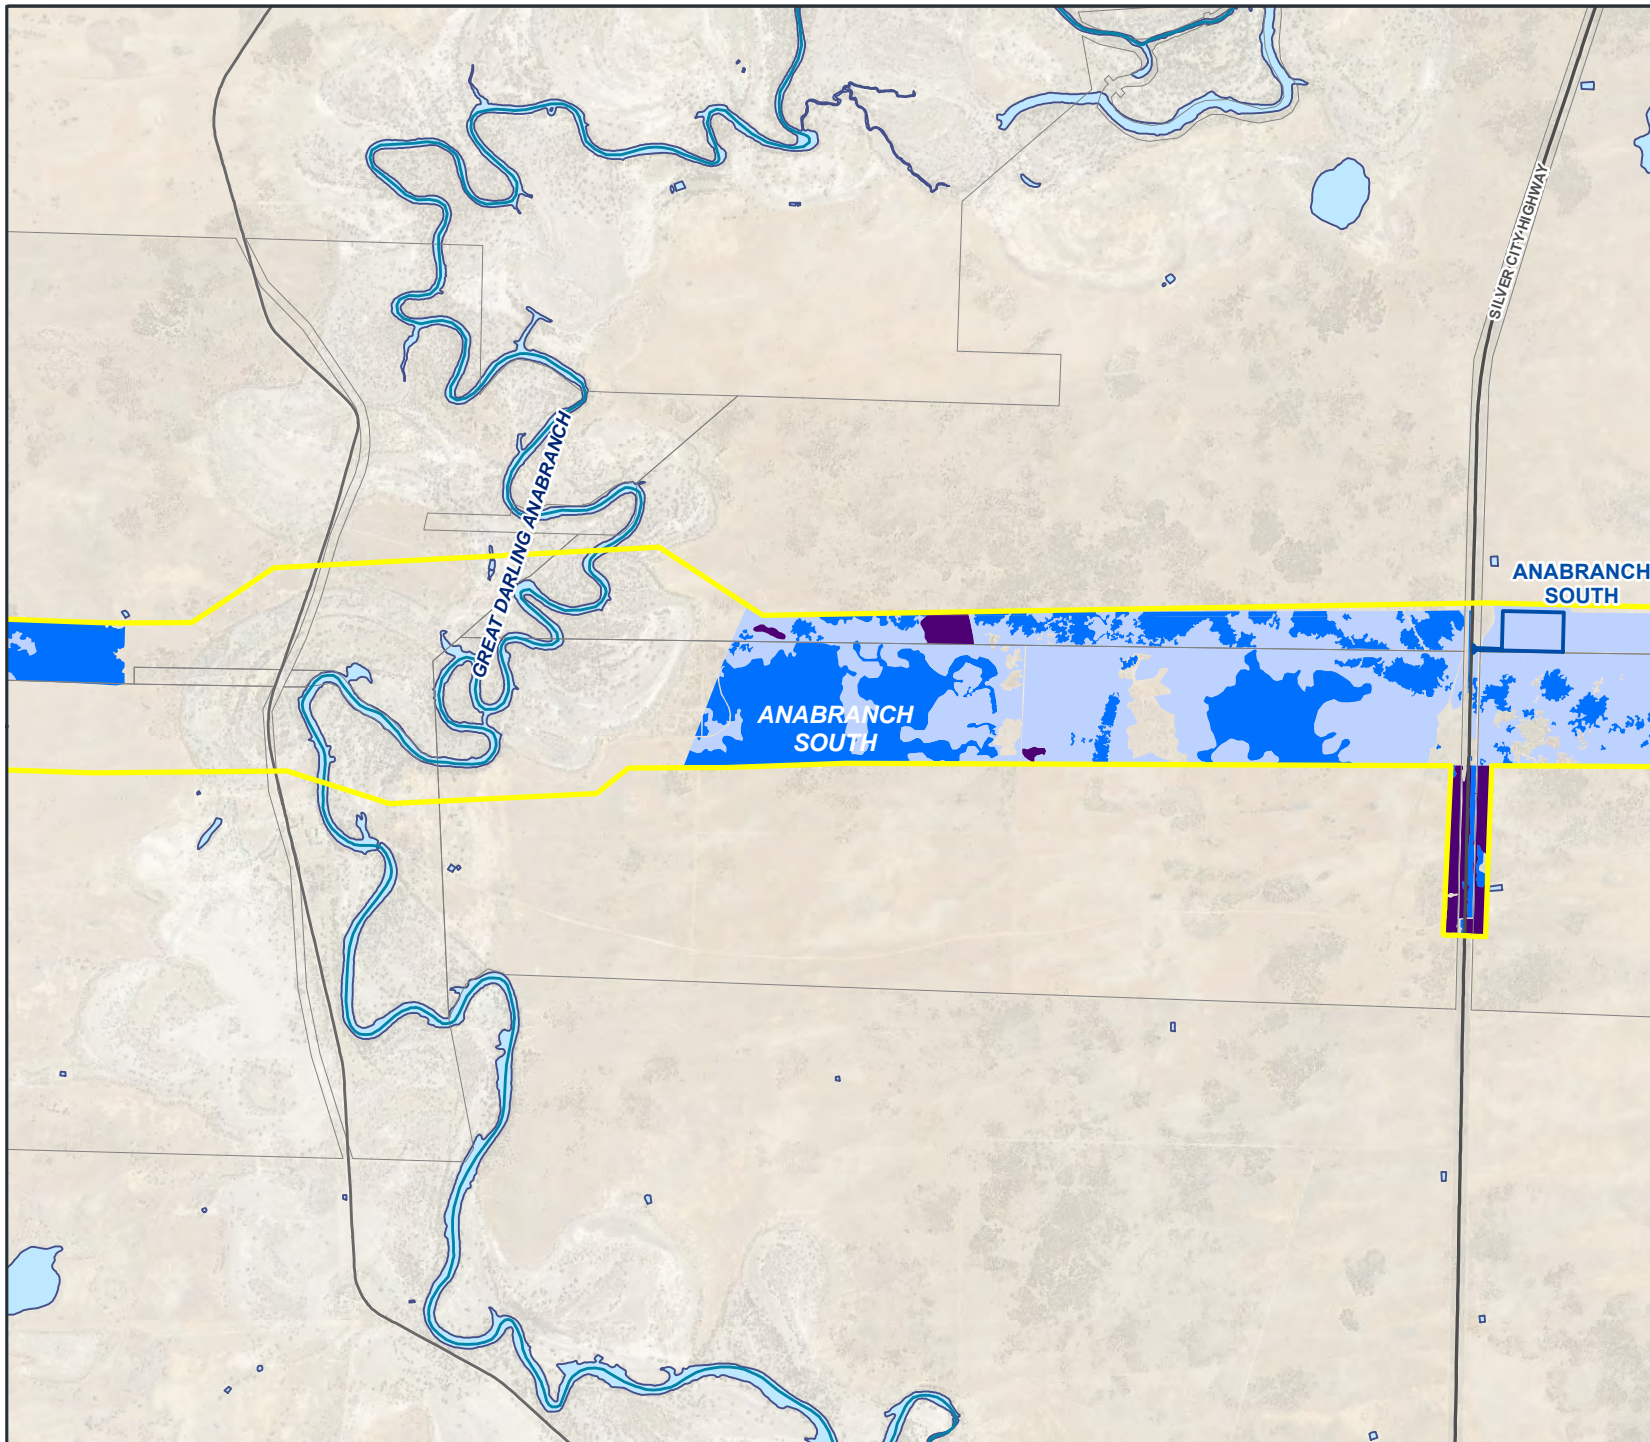 SILVER CITY HIGHWAY
GREAT DARLING ANABRANCH
ANABRANCH
SOUTH
ANABRANCH
SOUTH